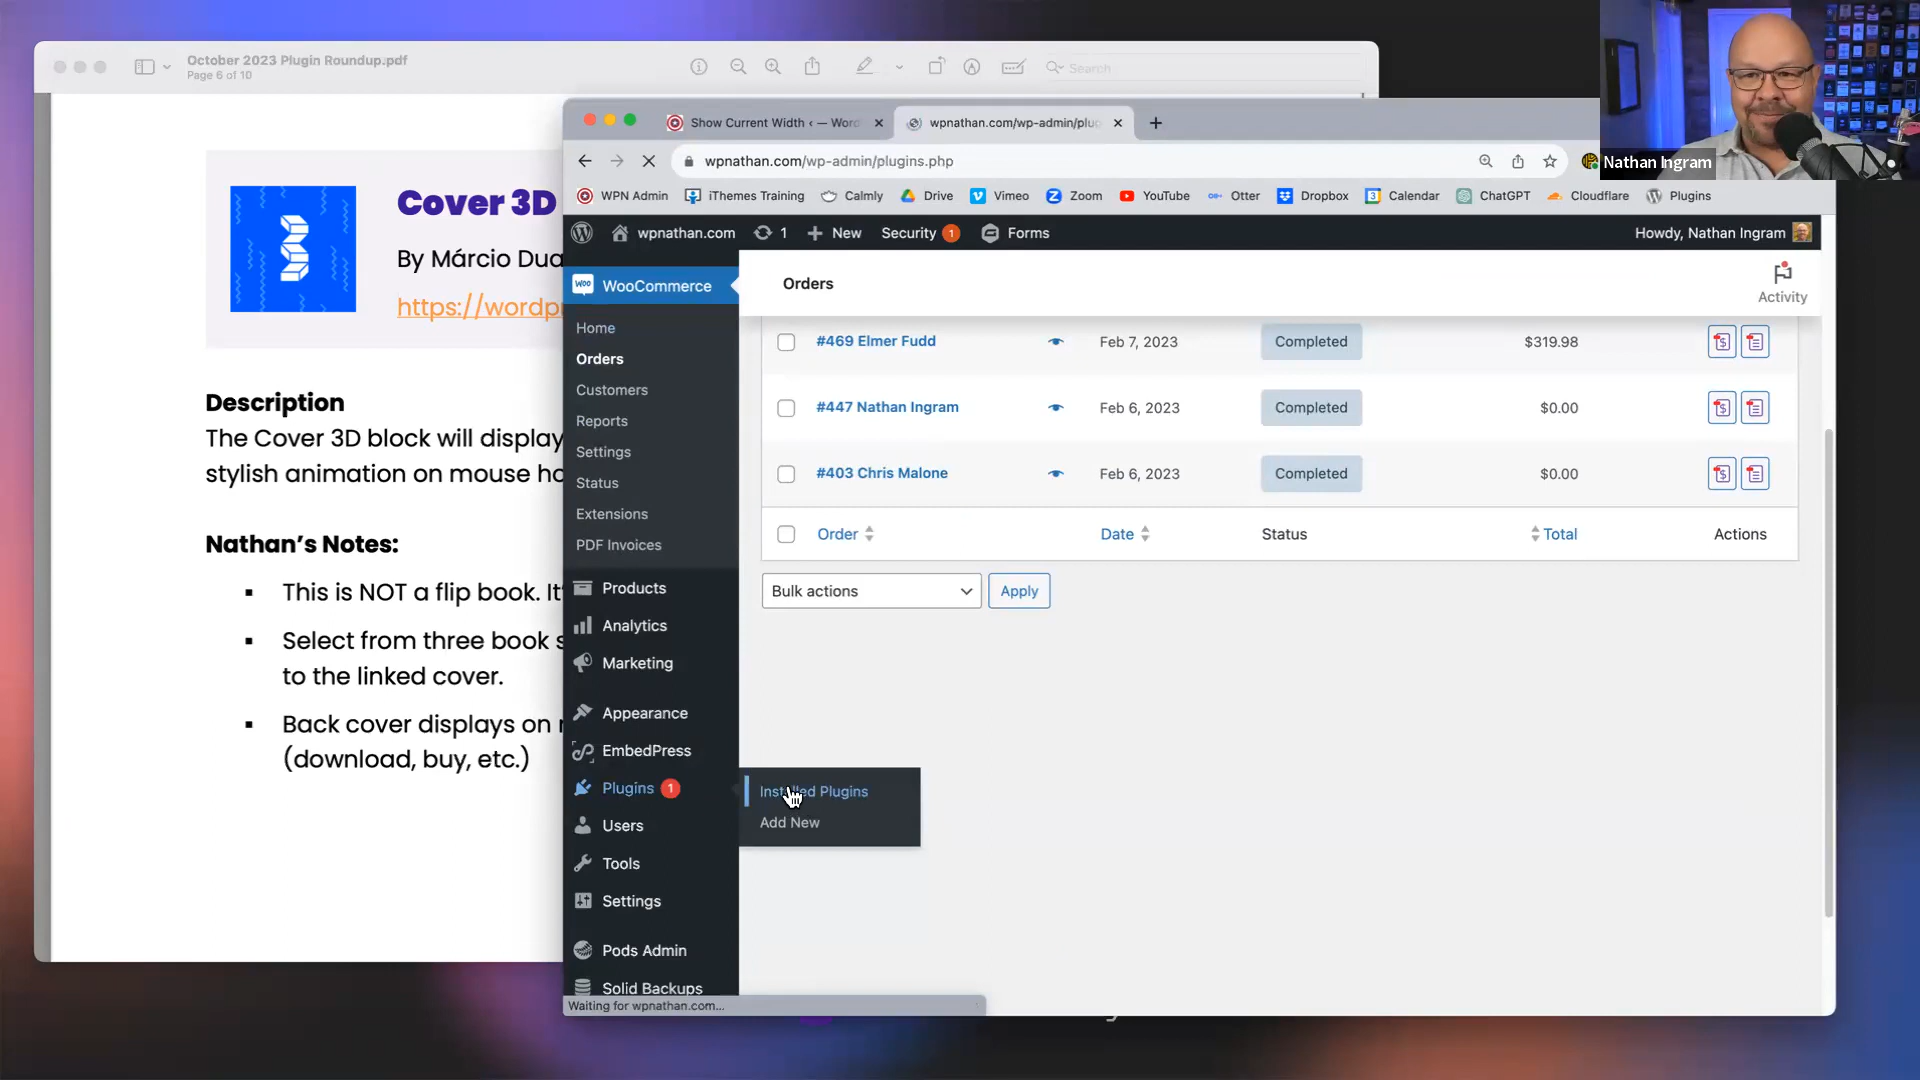 October 2023 Plugin Roundup.pdf
Page 6 of 10
Search
Cover 3D
By Márcio Dua
https://wordp
Description
The Cover 3D block will display
stylish animation on mouse ho
Nathan's Notes:
▪ This is NOT a flip book. It
▪ Select from three book s
to the linked cover.
▪ Back cover displays on
(download, buy, etc.)
Show Current Width ‹ — Word
wpnathan.com/wp-admin/plug
wpnathan.com/wp-admin/plugins.php
WPN Admin
iThemes Training
Calmly
Drive
Vimeo
Zoom
YouTube
Otter
Dropbox
Calendar
ChatGPT
Cloudflare
Plugins
wpnathan.com
1
New
Security 1
Forms
Howdy, Nathan Ingram
Woo WooCommerce
Home
Orders
Customers
Reports
Settings
Status
Extensions
PDF Invoices
Products
Analytics
Marketing
Appearance
EmbedPress
Plugins 1
Users
Tools
Settings
Pods Admin
Solid Backups
Installed Plugins
Add New
Orders
Activity
#469 Elmer Fudd Feb 7, 2023 Completed $319.98
#447 Nathan Ingram Feb 6, 2023 Completed $0.00
#403 Chris Malone Feb 6, 2023 Completed $0.00
Order Date Status Total Actions
Bulk actions Apply
Waiting for wpnathan.com...
Nathan Ingram